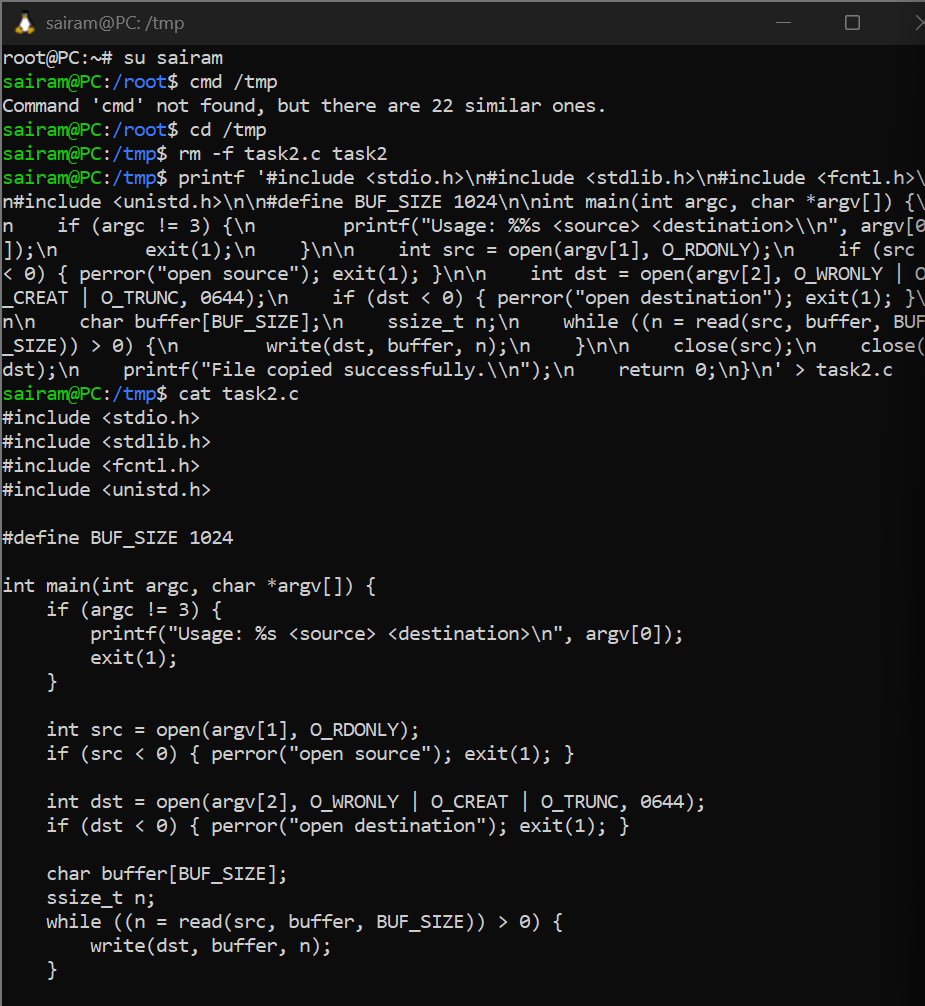 sairam@PC: /tmp
root@PC:~# su sairam
sairam@PC:/root$ cmd /tmp
Command 'cmd' not found, but there are 22 similar ones.
sairam@PC:/root$ cd /tmp
sairam@PC:/tmp$ rm -f task2.c task2
sairam@PC:/tmp$ printf '#include <stdio.h>\n#include <stdlib.h>\n#include <fcntl.h>\
n#include <unistd.h>\n\n#define BUF_SIZE 1024\n\nint main(int argc, char *argv[]) {\
n    if (argc != 3) {\n        printf("Usage: %%s <source> <destination>\\n", argv[0
]);\n        exit(1);\n    }\n\n    int src = open(argv[1], O_RDONLY);\n    if (src
< 0) { perror("open source"); exit(1); }\n\n    int dst = open(argv[2], O_WRONLY | O
_CREAT | O_TRUNC, 0644);\n    if (dst < 0) { perror("open destination"); exit(1); }\
n\n    char buffer[BUF_SIZE];\n    ssize_t n;\n    while ((n = read(src, buffer, BUF
_SIZE)) > 0) {\n        write(dst, buffer, n);\n    }\n\n    close(src);\n    close(
dst);\n    printf("File copied successfully.\\n");\n    return 0;\n}\n' > task2.c
sairam@PC:/tmp$ cat task2.c
#include <stdio.h>
#include <stdlib.h>
#include <fcntl.h>
#include <unistd.h>

#define BUF_SIZE 1024

int main(int argc, char *argv[]) {
    if (argc != 3) {
        printf("Usage: %s <source> <destination>\n", argv[0]);
        exit(1);
    }

    int src = open(argv[1], O_RDONLY);
    if (src < 0) { perror("open source"); exit(1); }

    int dst = open(argv[2], O_WRONLY | O_CREAT | O_TRUNC, 0644);
    if (dst < 0) { perror("open destination"); exit(1); }

    char buffer[BUF_SIZE];
    ssize_t n;
    while ((n = read(src, buffer, BUF_SIZE)) > 0) {
        write(dst, buffer, n);
    }